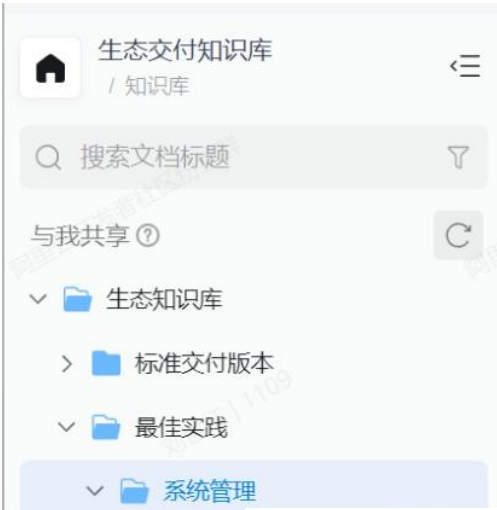 生态交付知识库
/ 知识库
搜索文档标题
与我共享
生态知识库
标准交付版本
最佳实践
系统管理